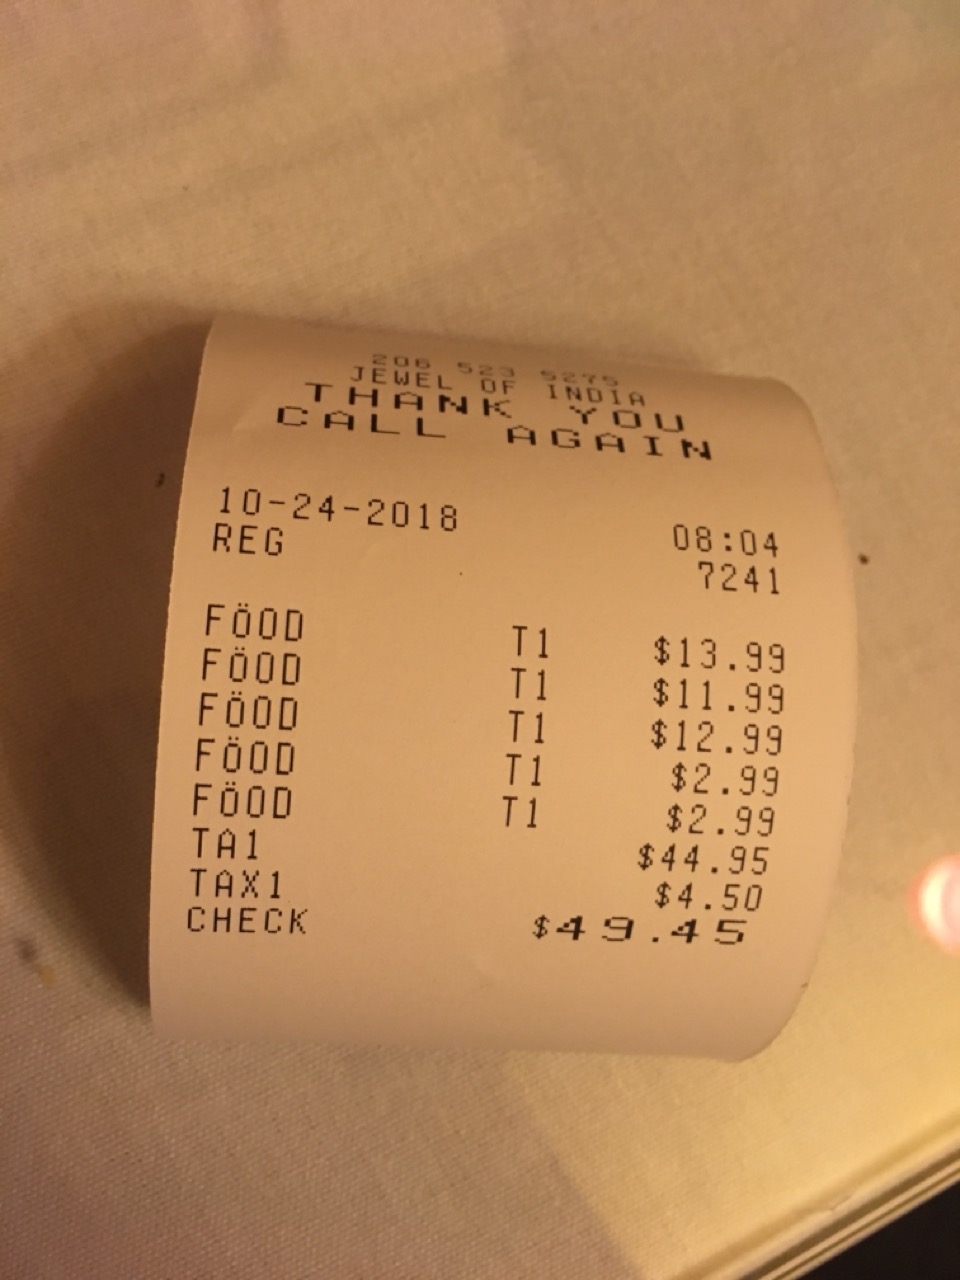 206 523 5275
JEWEL OF INDIA
THANK YOU
CALL AGAIN
10-24-2018 08:04
REG 7241
FÖOD T1 $13.99
FÖOD T1 $11.99
FÖOD T1 $12.99
FÖOD T1 $2.99
FÖOD T1 $2.99
TA1 $44.95
TAX1 $4.50
CHECK $49.45